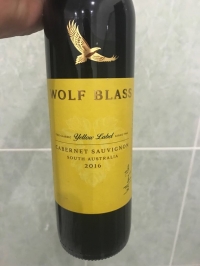 WOLF BLASS
Yellow Label
CABERNET SAUVIGNON
SOUTH AUSTRALIA
2016